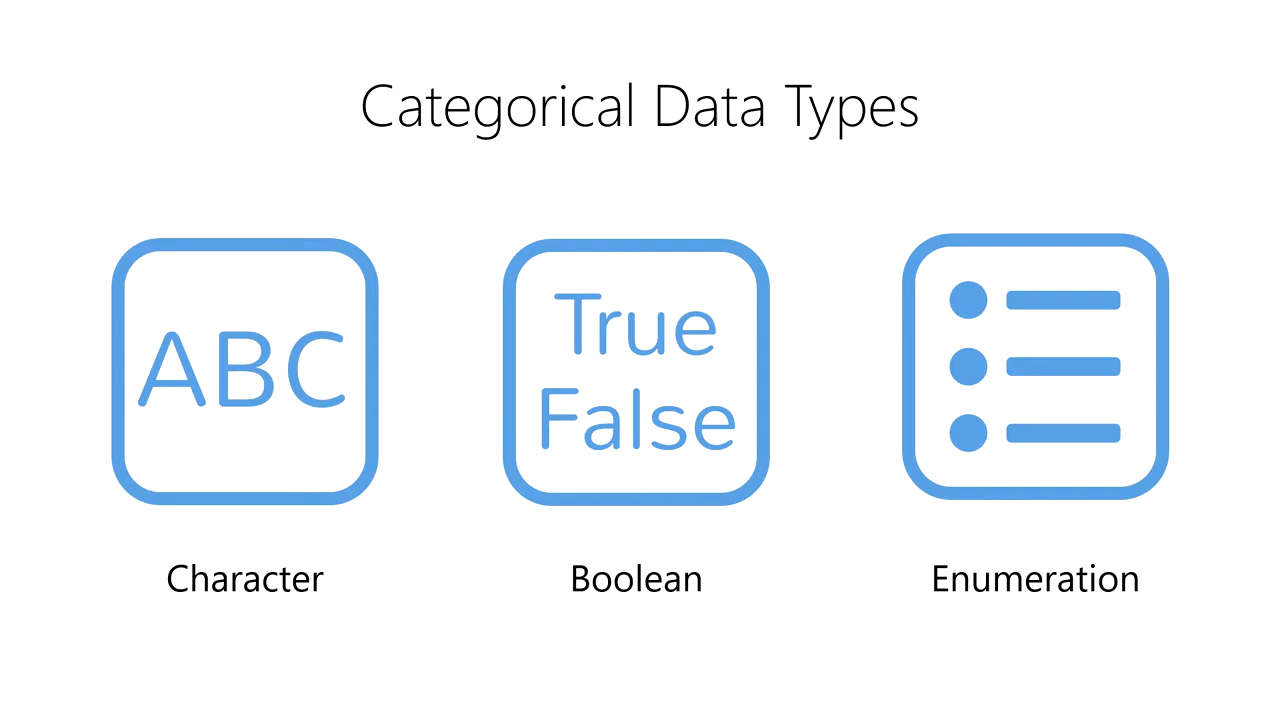 Categorical Data Types
ABC
True
False
Character
Boolean
Enumeration